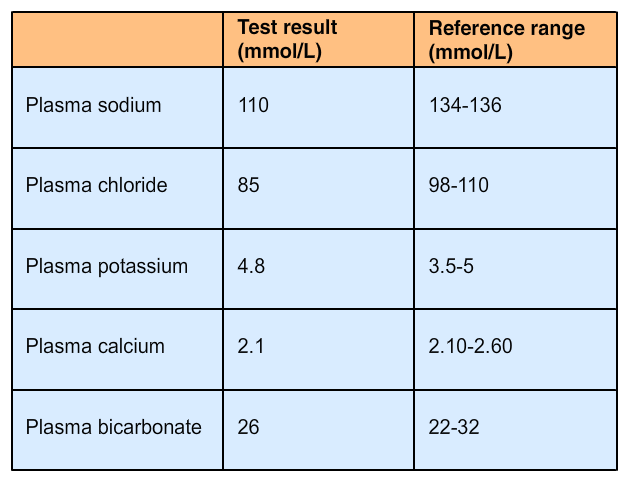 Test result
(mmol/L)
Reference range
(mmol/L)
Plasma sodium 110 134-136
Plasma chloride 85 98-110
Plasma potassium 4.8 3.5-5
Plasma calcium 2.1 2.10-2.60
Plasma bicarbonate 26 22-32